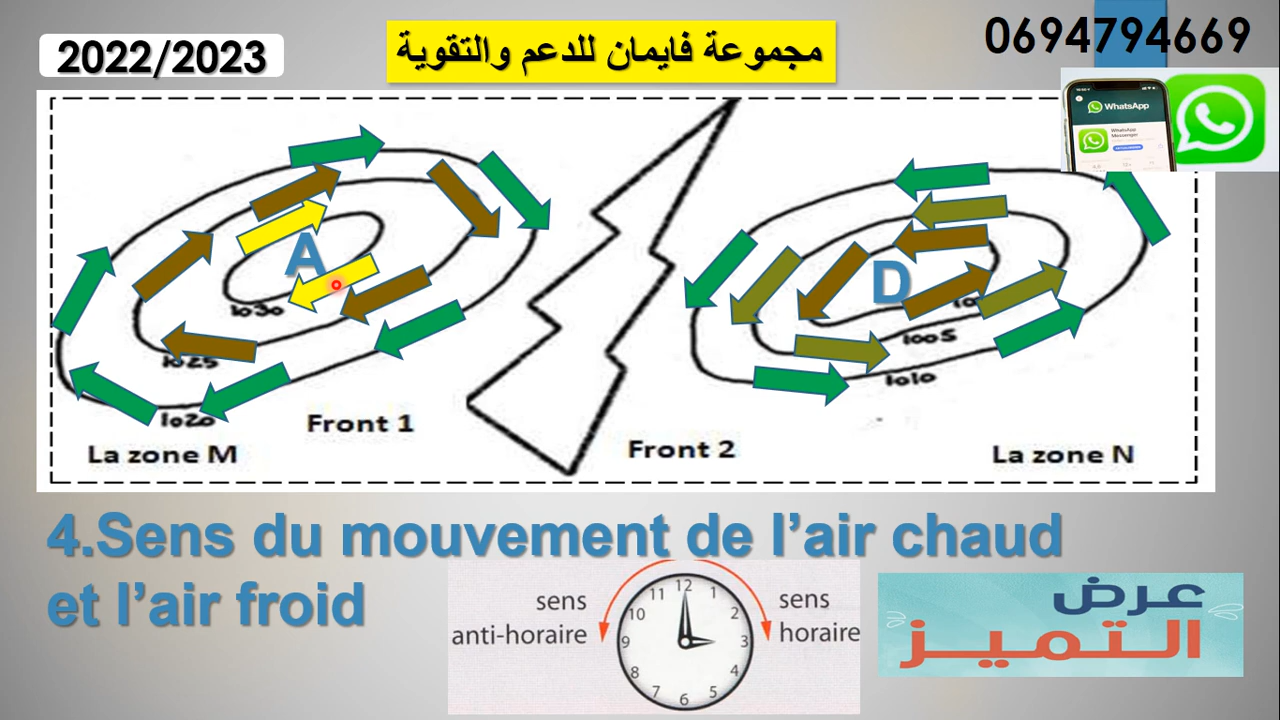 2022/2023
مجموعة فايمان للدعم والتقوية
0694794669
WhatsApp
WhatsApp
Messenger
A
D
1030
1025
1020
1005
1010
Front 1
Front 2
La zone M
La zone N
4.Sens du mouvement de l’air chaud
et l’air froid
sens
anti-horaire
12
1
2
3
4
5
6
7
8
9
10
11
sens
horaire
عرض
التميز